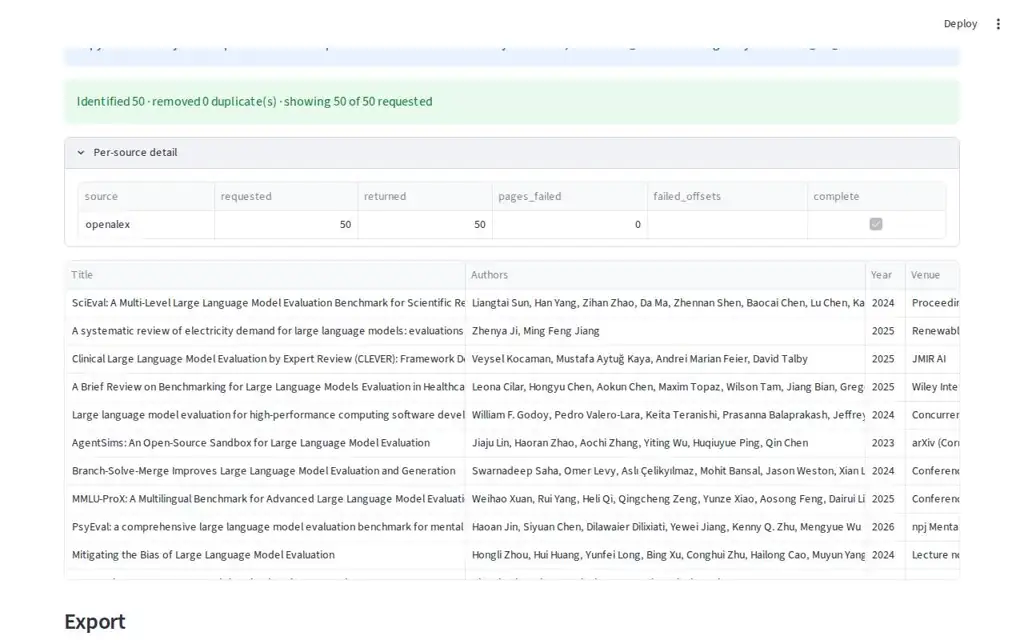 Deploy
Identified 50 · removed 0 duplicate(s) · showing 50 of 50 requested
Per-source detail
source requested returned pages_failed failed_offsets complete
openalex 50 50 0
Title Authors Year Venue
SciEval: A Multi-Level Large Language Model Evaluation Benchmark for Scientific Re Liangtai Sun, Han Yang, Zihan Zhao, Da Ma, Zhennan Shen, Baocai Chen, Lu Chen, Ka 2024 Proceedin
A systematic review of electricity demand for large language models: evaluations Zhenya Ji, Ming Feng Jiang 2025 Renewabl
Clinical Large Language Model Evaluation by Expert Review (CLEVER): Framework De Veysel Kocaman, Mustafa Aytuğ Kaya, Andrei Marian Feier, David Talby 2025 JMIR AI
A Brief Review on Benchmarking for Large Language Models Evaluation in Healthca Leona Cilar, Hongyu Chen, Aokun Chen, Maxim Topaz, Wilson Tam, Jiang Bian, Greg 2025 Wiley Inte
Large language model evaluation for high-performance computing software devel William F. Godoy, Pedro Valero-Lara, Keita Teranishi, Prasanna Balaprakash, Jeffrey 2024 Concurren
AgentSims: An Open-Source Sandbox for Large Language Model Evaluation Jiaju Lin, Haoran Zhao, Aochi Zhang, Yiting Wu, Huqiuyue Ping, Qin Chen 2023 arXiv (Cor
Branch-Solve-Merge Improves Large Language Model Evaluation and Generation Swarnadeep Saha, Omer Levy, Aslı Çelikyılmaz, Mohit Bansal, Jason Weston, Xian L 2024 Conferenc
MMLU-ProX: A Multilingual Benchmark for Advanced Large Language Model Evaluati Weihao Xuan, Rui Yang, Heli Qi, Qingcheng Zeng, Yunze Xiao, Aosong Feng, Dairui Li 2025 Conferenc
PsyEval: a comprehensive large language model evaluation benchmark for mental Haoan Jin, Siyuan Chen, Dilawaier Dilixiati, Yewei Jiang, Kenny Q. Zhu, Mengyue Wu 2026 npj Menta
Mitigating the Bias of Large Language Model Evaluation Hongli Zhou, Hui Huang, Yunfei Long, Bing Xu, Conghui Zhu, Hailong Cao, Muyun Yang 2024 Lecture no
Export